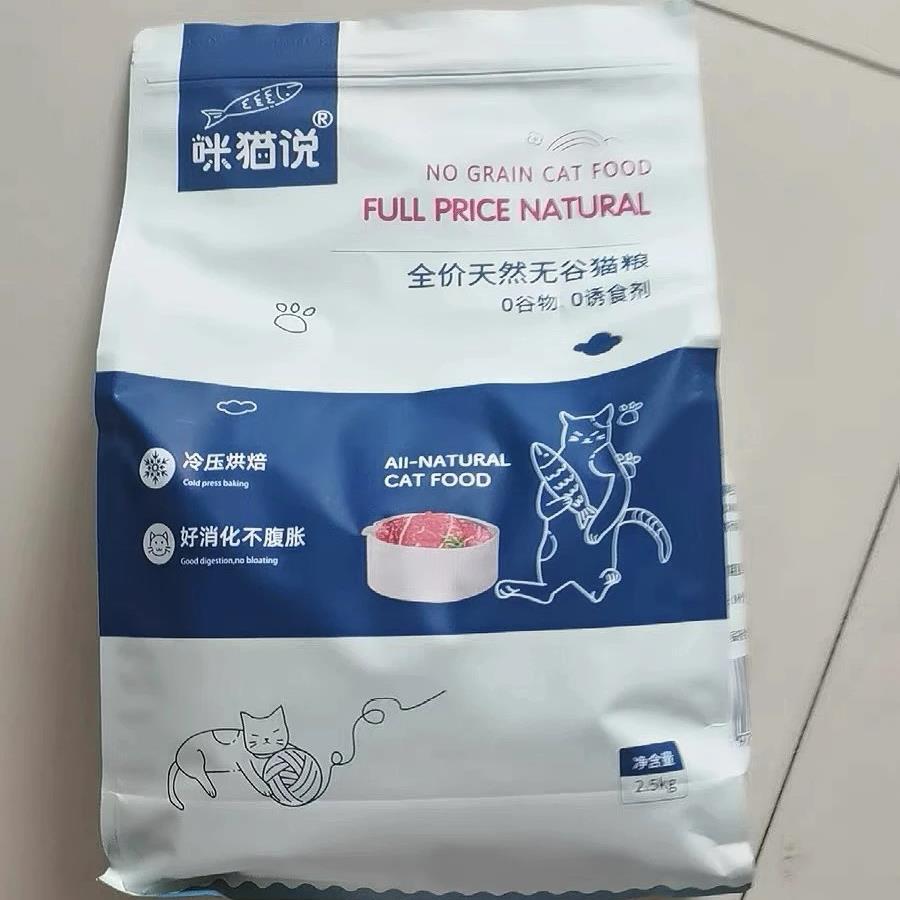 咪猫说®
NO GRAIN CAT FOOD
FULL PRICE NATURAL
全价天然无谷猫粮
0谷物 0诱食剂
冷压烘焙
Cold press baking
好消化不腹胀
Good digestion,no bloating
All-NATURAL
CAT FOOD
净含量
2.5kg